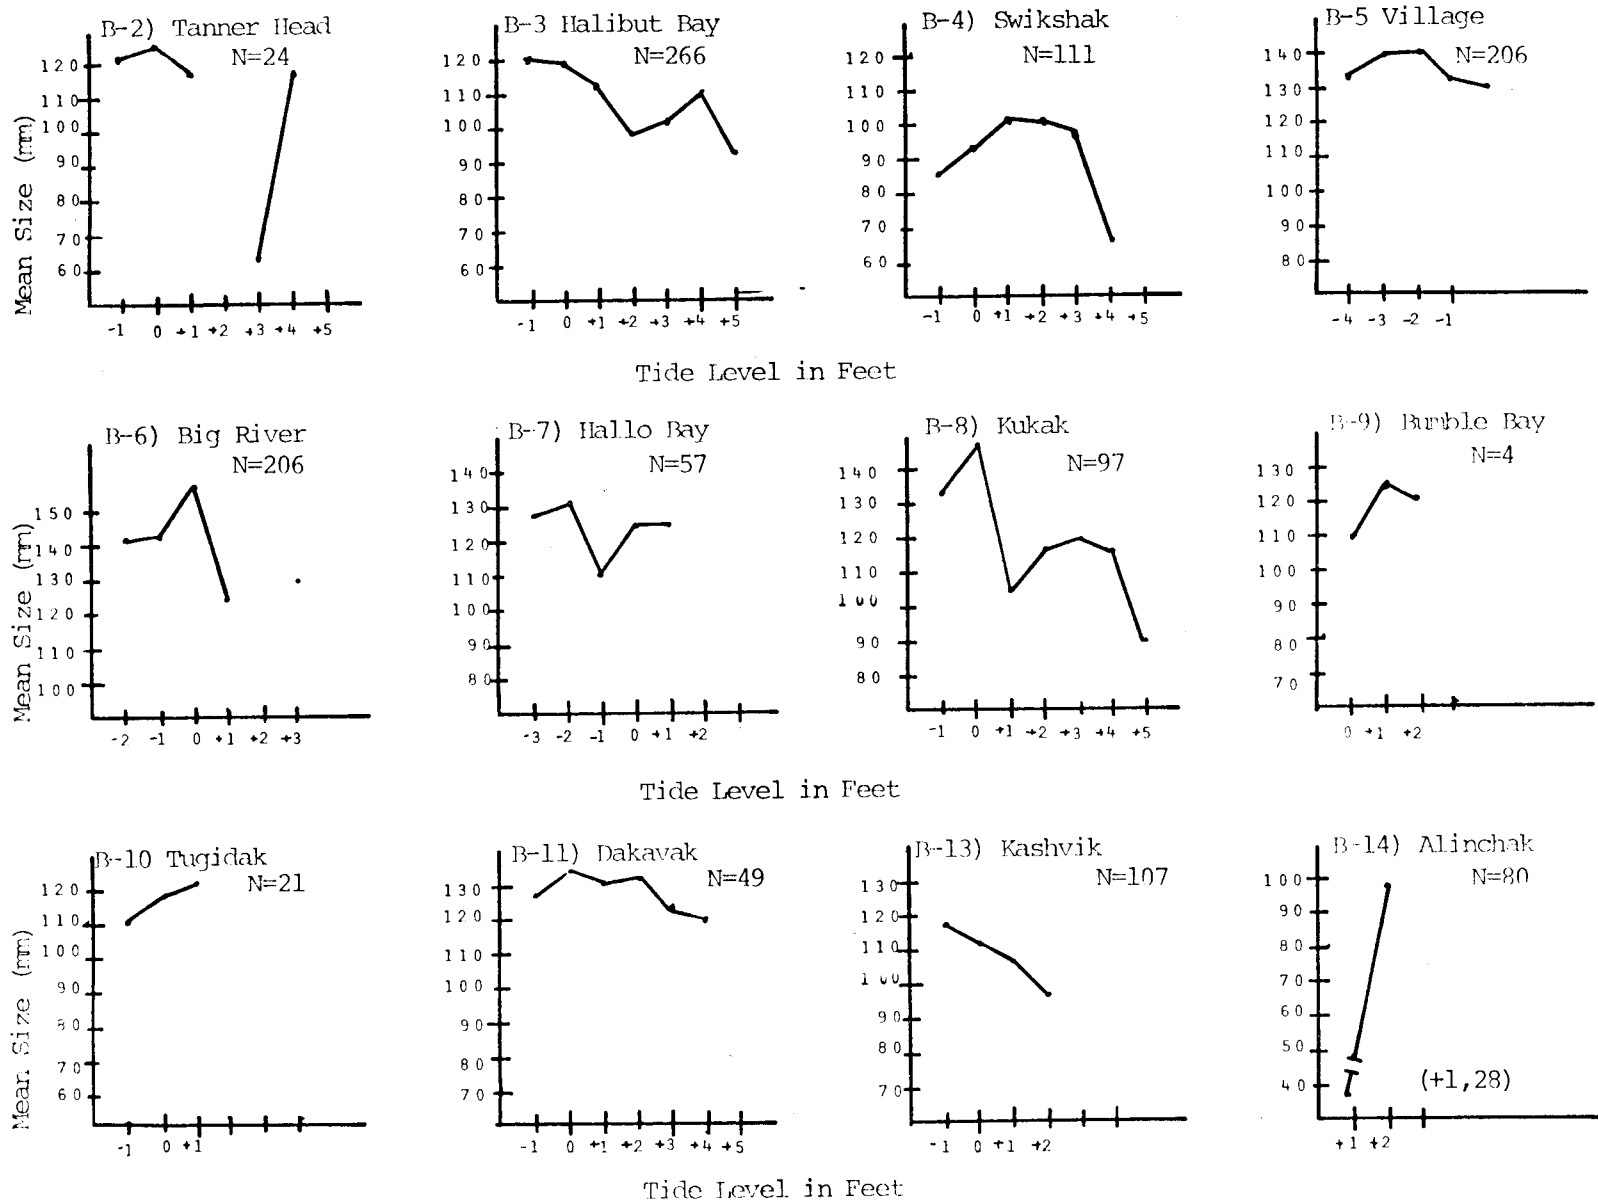 B-2) Tanner Head
N=24
Mean Size (mm)
120
110
100
90
80
70
60
-1 0 +1 +2 +3 +4 +5
B-3 Halibut Bay
N=266
120
110
100
90
80
70
60
-1 0 +1 +2 +3 +4 +5
B-4) Swikshak
N=111
120
110
100
90
80
70
60
-1 0 +1 +2 +3 +4 +5
B-5 Village
N=206
140
130
120
110
100
90
80
-4 -3 -2 -1
Tide Level in Feet
B-6) Big River
N=206
Mean Size (mm)
150
140
130
120
110
100
-2 -1 0 +1 +2 +3
B-7) Hallo Bay
N=57
140
130
120
110
100
90
80
-3 -2 -1 0 +1 +2
B-8) Kukak
N=97
140
130
120
110
100
90
80
-1 0 +1 +2 +3 +4 +5
B-9) Bumble Bay
N=4
130
120
110
100
90
80
70
0 +1 +2
Tide Level in Feet
B-10 Tugidak
N=21
Mean Size (mm)
120
110
100
90
80
70
60
-1 0 +1
B-11) Dakavak
N=49
130
120
110
100
90
80
70
-1 0 +1 +2 +3 +4 +5
B-13) Kashvik
N=107
130
120
110
100
90
80
70
-1 0 +1 +2
B-14) Alinchak
N=80
100
90
80
70
60
50
40
(+1,28)
+1 +2
Tide Level in Feet